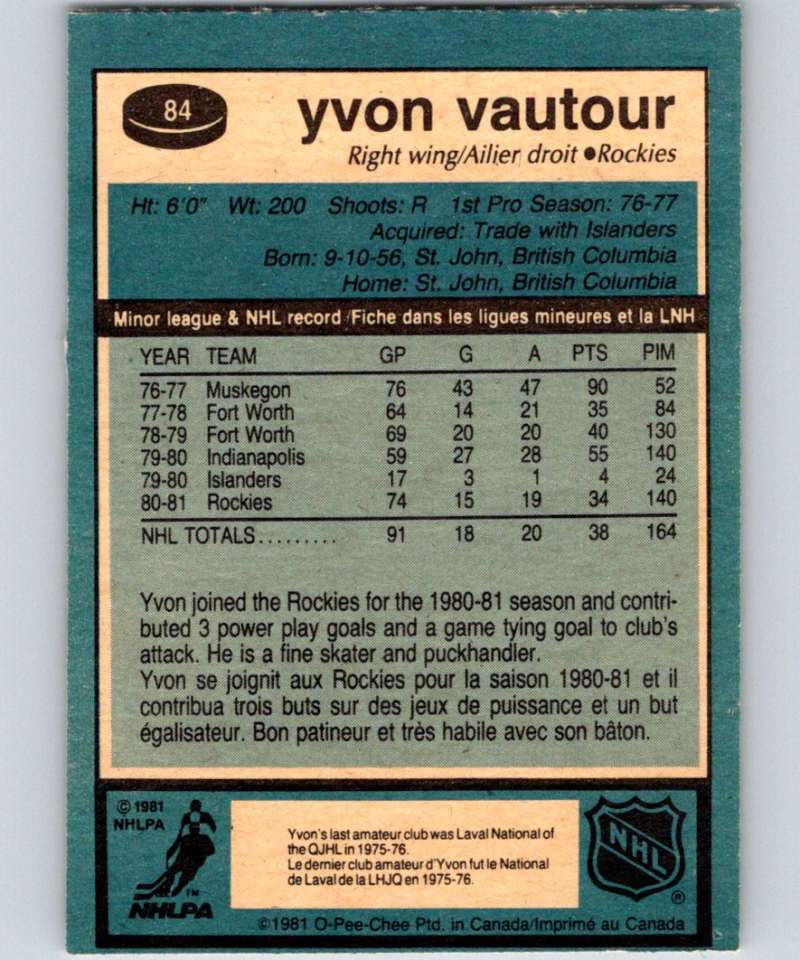 84
yvon vautour
Right wing/Ailier droit ●Rockies
Ht: 6'0" Wt: 200 Shoots: R 1st Pro Season: 76-77
Acquired: Trade with Islanders
Born: 9-10-56, St. John, British Columbia
Home: St. John, British Columbia
Minor league & NHL record/Fiche dans les ligues mineures et la LNH
YEAR TEAM GP G A PTS PIM
76-77 Muskegon 76 43 47 90 52
77-78 Fort Worth 64 14 21 35 84
78-79 Fort Worth 69 20 20 40 130
79-80 Indianapolis 59 27 28 55 140
79-80 Islanders 17 3 1 4 24
80-81 Rockies 74 15 19 34 140
NHL TOTALS......... 91 18 20 38 164
Yvon joined the Rockies for the 1980-81 season and contri-
buted 3 power play goals and a game tying goal to club's
attack. He is a fine skater and puckhandler.
Yvon se joignit aux Rockies pour la saison 1980-81 et il
contribua trois buts sur des jeux de puissance et un but
égalisateur. Bon patineur et très habile avec son bâton.
© 1981
NHLPA
TM
NHLPA
Yvon's last amateur club was Laval National of
the QJHL in 1975-76.
Le dernier club amateur d'Yvon fut le National
de Laval de la LHJQ en 1975-76.
NHL
®
©1981 O-Pee-Chee Ptd. in Canada/Imprimé au Canada